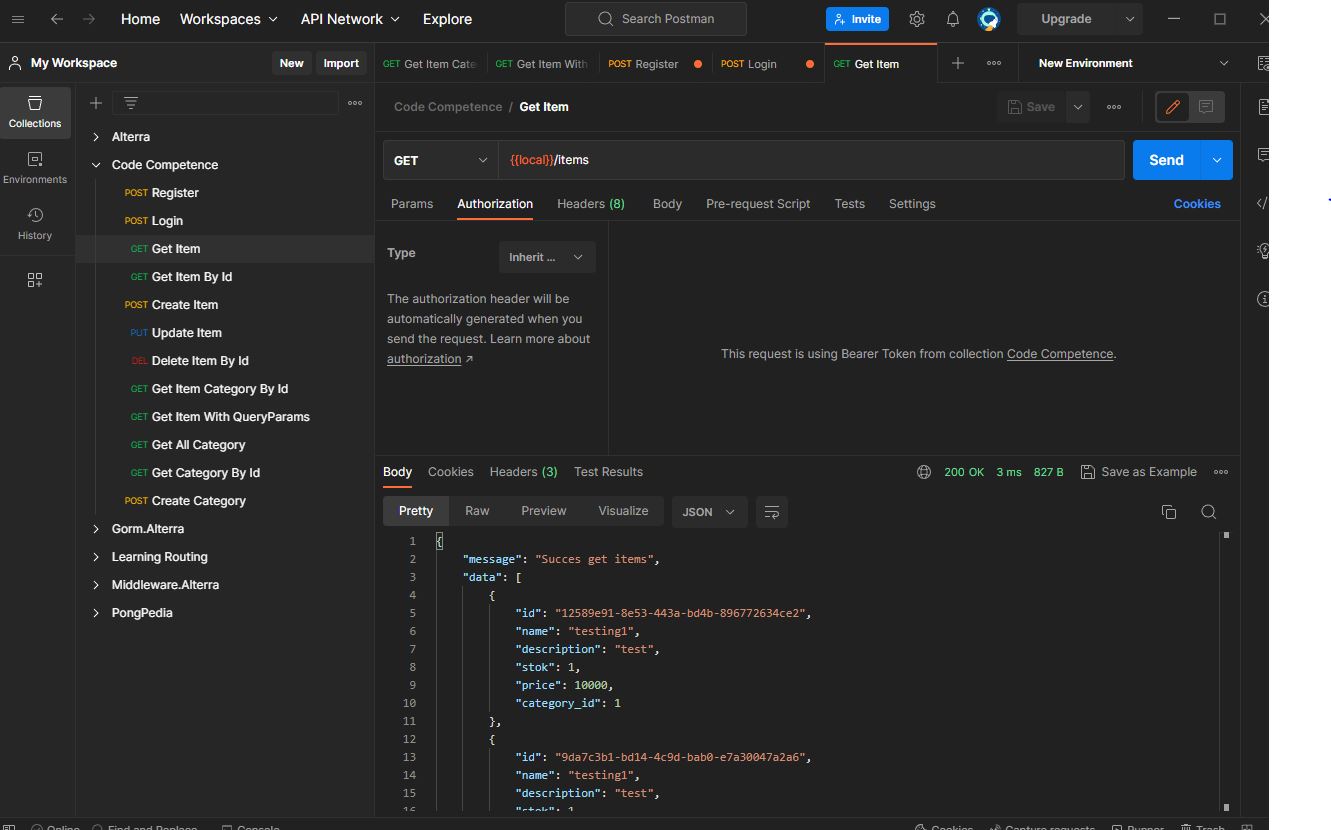 Home Workspaces API Network Explore Search Postman Invite Upgrade
My Workspace New Import GET Get Item Cate GET Get Item With POST Register POST Login GET Get Item New Environment
Collections
Environments
History
Alterra
Code Competence
POST Register
POST Login
GET Get Item
GET Get Item By Id
POST Create Item
PUT Update Item
DEL Delete Item By Id
GET Get Item Category By Id
GET Get Item With QueryParams
GET Get All Category
GET Get Category By Id
POST Create Category
Gorm.Alterra
Learning Routing
Middleware.Alterra
PongPedia
Code Competence / Get Item Save
GET {{local}}/items Send
Params Authorization Headers (8) Body Pre-request Script Tests Settings Cookies
Type Inherit ...
The authorization header will be
automatically generated when you
send the request. Learn more about
authorization ↗
This request is using Bearer Token from collection Code Competence.
Body Cookies Headers (3) Test Results 200 OK 3 ms 827 B Save as Example
Pretty Raw Preview Visualize JSON
1 {
2 "message": "Succes get items",
3 "data": [
4 {
5 "id": "12589e91-8e53-443a-bd4b-896772634ce2",
6 "name": "testing1",
7 "description": "test",
8 "stok": 1,
9 "price": 10000,
10 "category_id": 1
11 },
12 {
13 "id": "9da7c3b1-bd14-4c9d-bab0-e7a30047a2a6",
14 "name": "testing1",
15 "description": "test",
16 "stok": 1
Online Find and Replace Console Cookies Capture requests Runner Trash